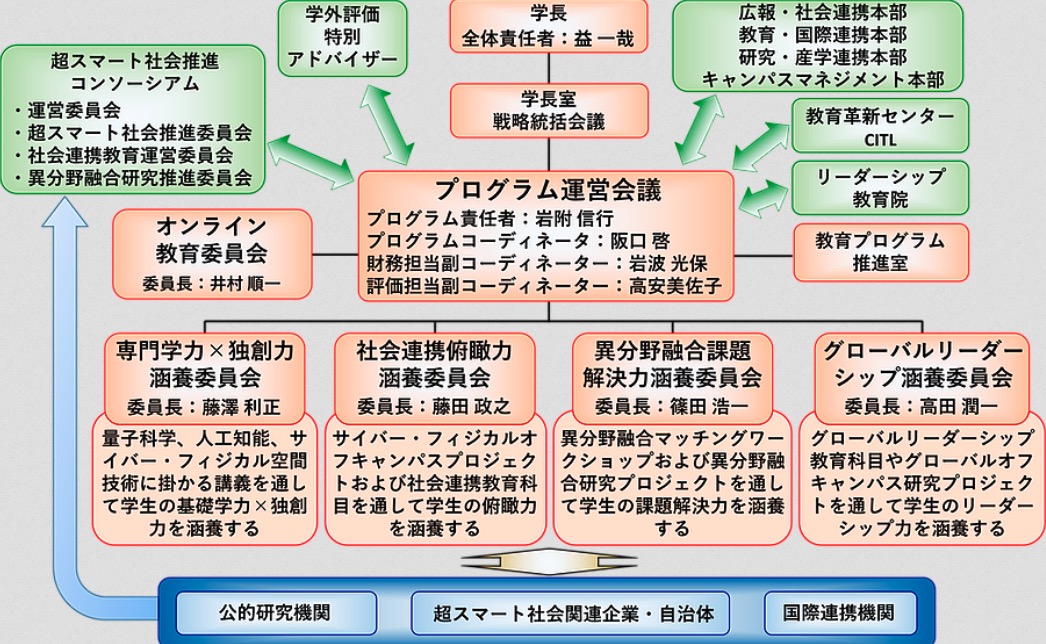 学外評価
特別
アドバイザー
学長
全体責任者：益 一哉
広報・社会連携本部
教育・国際連携本部
研究・産学連携本部
キャンパスマネジメント本部
超スマート社会推進
コンソーシアム
・運営委員会
・超スマート社会推進委員会
・社会連携教育運営委員会
・異分野融合研究推進委員会
学長室
戦略統括会議
教育革新センター
CITL
リーダーシップ
教育院
プログラム運営会議
プログラム責任者：岩附 信行
プログラムコーディネータ：阪口 啓
財務担当副コーディネーター：岩波 光保
評価担当副コーディネーター：高安美佐子
オンライン
教育委員会
委員長：井村 順一
教育プログラム
推進室
専門学力×独創力
涵養委員会
委員長：藤澤 利正
量子科学、人工知能、サ
イバー・フィジカル空間
技術に掛かる講義を通し
て学生の基礎学力×独創
力を涵養する
社会連携俯瞰力
涵養委員会
委員長：藤田 政之
サイバー・フィジカルオ
フキャンパスプロジェク
トおよび社会連携教育科
目を通して学生の俯瞰力
を涵養する
異分野融合課題
解決力涵養委員会
委員長：篠田 浩一
異分野融合マッチングワー
クショップおよび異分野融
合研究プロジェクトを通し
て学生の課題解決力を涵養
する
グローバルリーダー
シップ涵養委員会
委員長：高田 潤一
グローバルリーダーシップ
教育科目やグローバルオフ
キャンパス研究プロジェク
トを通して学生のリーダー
シップ力を涵養する
公的研究機関
超スマート社会関連企業・自治体
国際連携機関